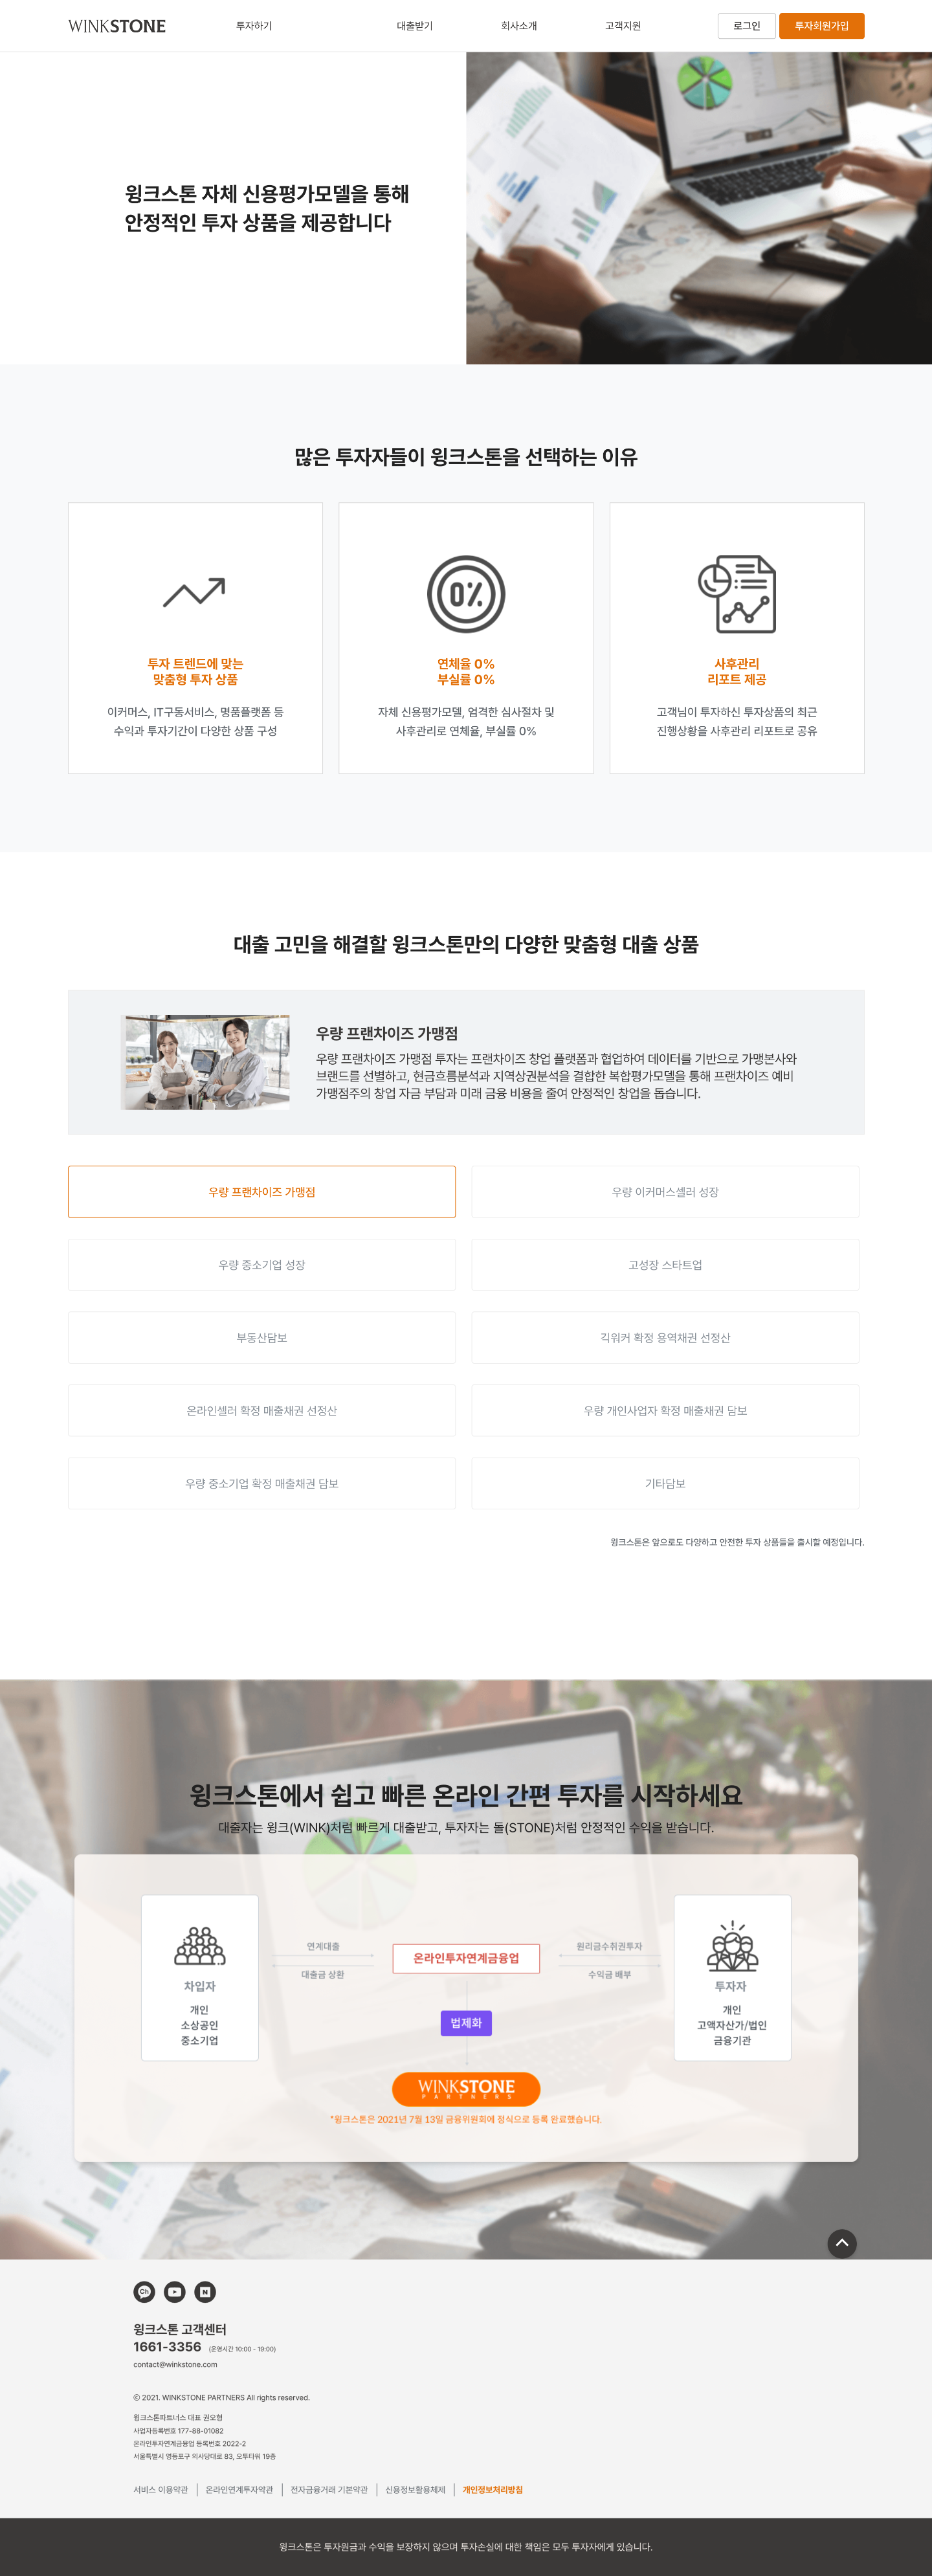 WINKSTONE
투자하기
대출받기
회사소개
고객지원
로그인
투자회원가입
윙크스톤 자체 신용평가모델을 통해
안정적인 투자 상품을 제공합니다
많은 투자자들이 윙크스톤을 선택하는 이유
투자 트렌드에 맞는
맞춤형 투자 상품
이커머스, IT구동서비스, 명품플랫폼 등
수익과 투자기간이 다양한 상품 구성
0%
연체율 0%
부실률 0%
자체 신용평가모델, 엄격한 심사절차 및
사후관리로 연체율, 부실률 0%
사후관리
리포트 제공
고객님이 투자하신 투자상품의 최근
진행상황을 사후관리 리포트로 공유
대출 고민을 해결할 윙크스톤만의 다양한 맞춤형 대출 상품
우량 프랜차이즈 가맹점
우량 프랜차이즈 가맹점 투자는 프랜차이즈 창업 플랫폼과 협업하여 데이터를 기반으로 가맹본사와
브랜드를 선별하고, 현금흐름분석과 지역상권분석을 결합한 복합평가모델을 통해 프랜차이즈 예비
가맹점주의 창업 자금 부담과 미래 금융 비용을 줄여 안정적인 창업을 돕습니다.
우량 프랜차이즈 가맹점
우량 이커머스셀러 성장
우량 중소기업 성장
고성장 스타트업
부동산담보
긱워커 확정 용역채권 선정산
온라인셀러 확정 매출채권 선정산
우량 개인사업자 확정 매출채권 담보
우량 중소기업 확정 매출채권 담보
기타담보
윙크스톤은 앞으로도 다양하고 안전한 투자 상품들을 출시할 예정입니다.
윙크스톤에서 쉽고 빠른 온라인 간편 투자를 시작하세요
대출자는 윙크(WINK)처럼 빠르게 대출받고, 투자자는 돌(STONE)처럼 안정적인 수익을 받습니다.
차입자
개인
소상공인
중소기업
연계대출
대출금 상환
온라인투자연계금융업
원리금수취권투자
수익금 배부
투자자
개인
고액자산가/법인
금융기관
법제화
WINKSTONE
PARTNERS
*윙크스톤은 2021년 7월 13일 금융위원회에 정식으로 등록 완료했습니다.
Ch
N
윙크스톤 고객센터
1661-3356 (운영시간 10:00 - 19:00)
contact@winkstone.com
ⓒ 2021. WINKSTONE PARTNERS All rights reserved.
윙크스톤파트너스 대표 권오형
사업자등록번호 177-88-01082
온라인투자연계금융업 등록번호 2022-2
서울특별시 영등포구 의사당대로 83, 오투타워 19층
서비스 이용약관
온라인연계투자약관
전자금융거래 기본약관
신용정보활용체제
개인정보처리방침
윙크스톤은 투자원금과 수익을 보장하지 않으며 투자손실에 대한 책임은 모두 투자자에게 있습니다.